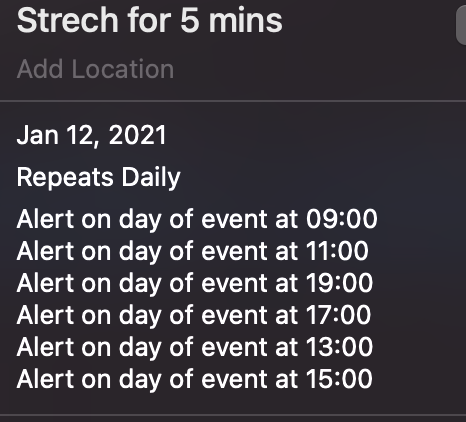 Strech for 5 mins
Add Location
Jan 12, 2021
Repeats Daily
Alert on day of event at 09:00
Alert on day of event at 11:00
Alert on day of event at 19:00
Alert on day of event at 17:00
Alert on day of event at 13:00
Alert on day of event at 15:00